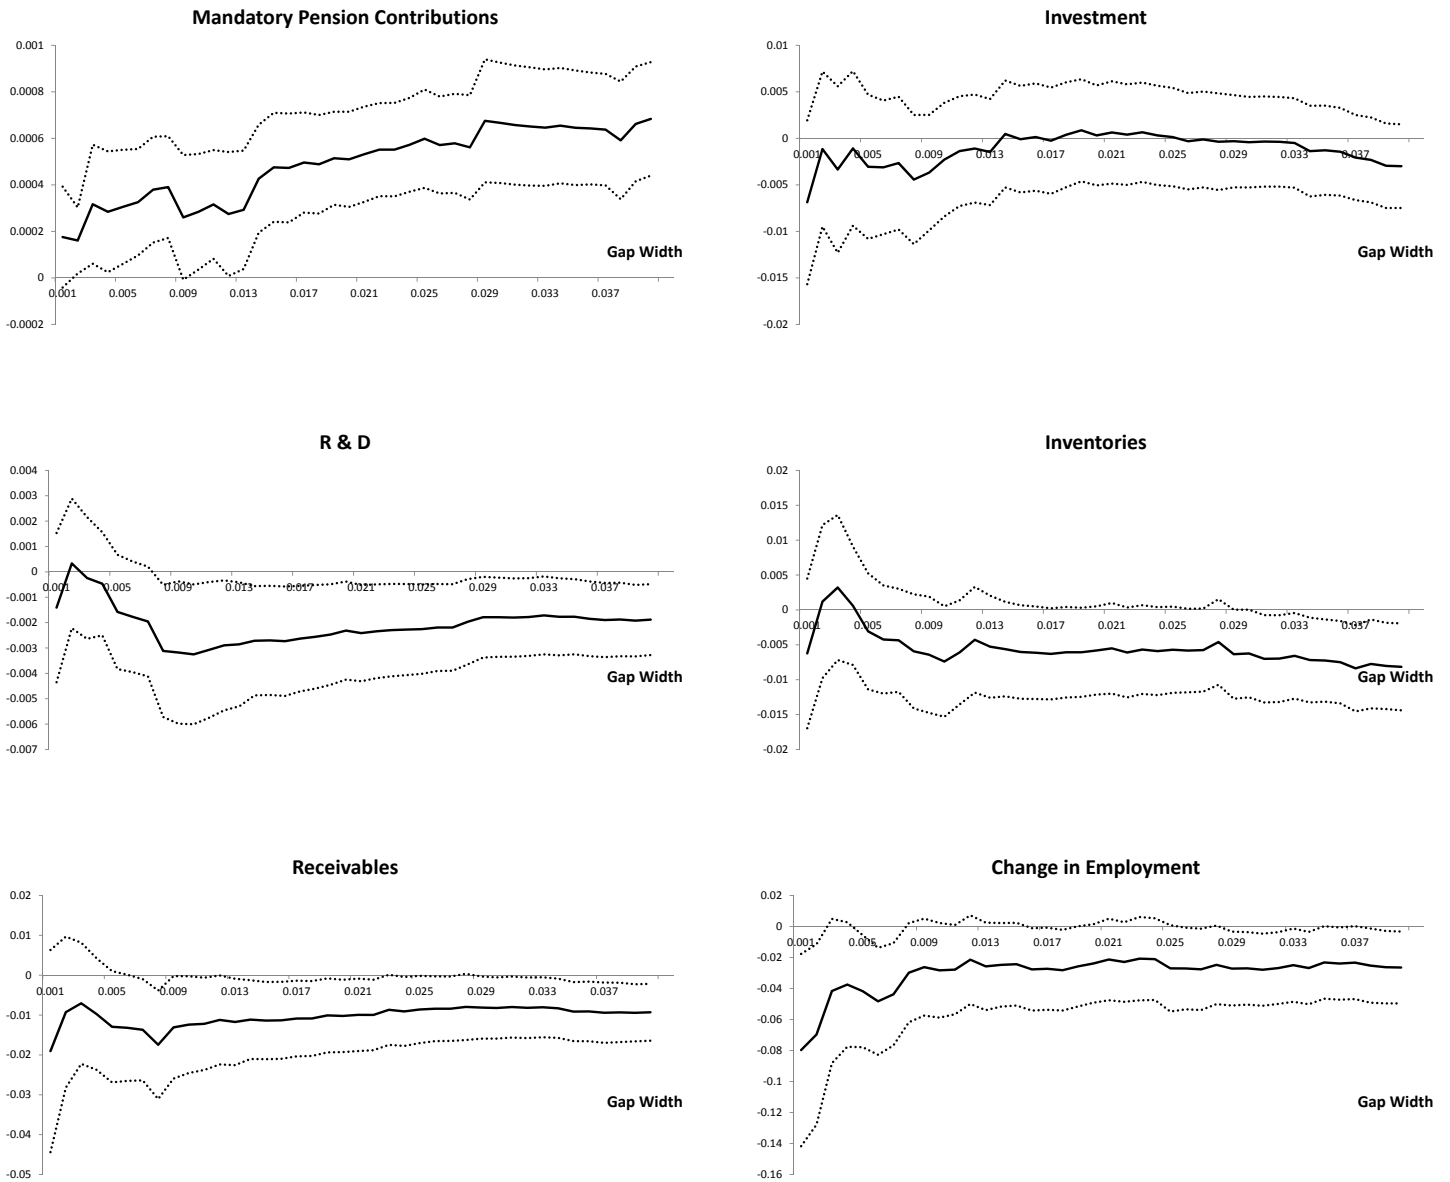 Mandatory Pension Contributions
0.001
0.0008
0.0006
0.0004
0.0002
0
-0.0002
0.001 0.005 0.009 0.013 0.017 0.021 0.025 0.029 0.033 0.037
Gap Width
Investment
0.01
0.005
0
-0.005
-0.01
-0.015
-0.02
0.001 0.005 0.009 0.013 0.017 0.021 0.025 0.029 0.033 0.037
Gap Width
R & D
0.004
0.003
0.002
0.001
0
-0.001
-0.002
-0.003
-0.004
-0.005
-0.006
-0.007
0.001 0.005 0.009 0.013 0.017 0.021 0.025 0.029 0.033 0.037
Gap Width
Inventories
0.02
0.015
0.01
0.005
0
-0.005
-0.01
-0.015
-0.02
0.001 0.005 0.009 0.013 0.017 0.021 0.025 0.029 0.033 0.037
Gap Width
Receivables
0.02
0.01
0
-0.01
-0.02
-0.03
-0.04
-0.05
0.001 0.005 0.009 0.013 0.017 0.021 0.025 0.029 0.033 0.037
Gap Width
Change in Employment
0.02
0
-0.02
-0.04
-0.06
-0.08
-0.1
-0.12
-0.14
-0.16
0.001 0.005 0.009 0.013 0.017 0.021 0.025 0.029 0.033 0.037
Gap Width